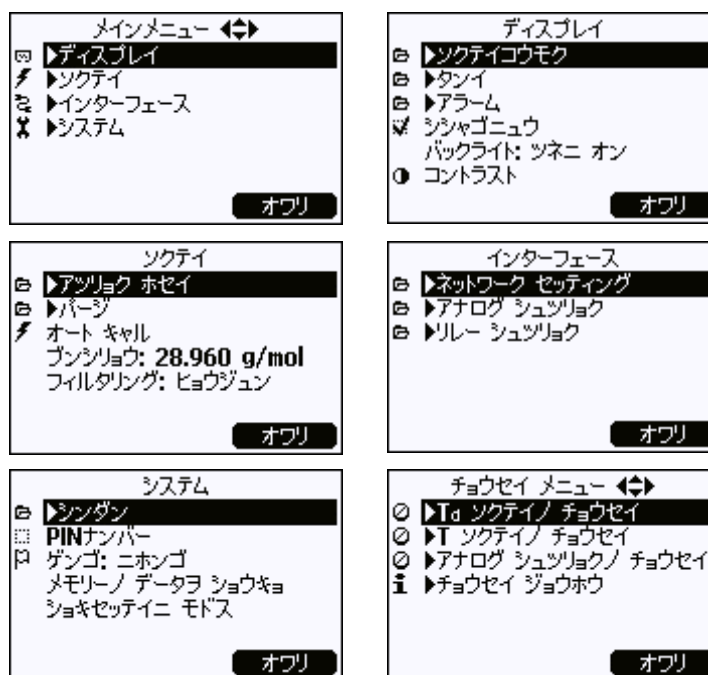 メインメニュー
▶ディスプレイ
▶ソクテイ
▶インターフェース
▶システム
オワリ
ディスプレイ
▶ソクテイコウモク
▶タンイ
▶アラーム
シシャゴニュウ
バックライト: ツネニ オン
コントラスト
オワリ
ソクテイ
▶アツリョク ホセイ
▶パージ
オート キャル
ブンシリョウ: 28.960 g/mol
フィルタリング: ヒョウジュン
オワリ
インターフェース
▶ネットワーク セッティング
▶アナログ シュツリョク
▶リレー シュツリョク
オワリ
システム
▶シンダン
PINナンバー
ゲンゴ: ニホンゴ
メモリーノ データヲ ショウキョ
ショキセッテイニ モドス
オワリ
チョウセイ メニュー
▶Td ソクテイノ チョウセイ
▶T ソクテイノ チョウセイ
▶アナログ シュツリョクノ チョウセイ
▶チョウセイ ジョウホウ
オワリ